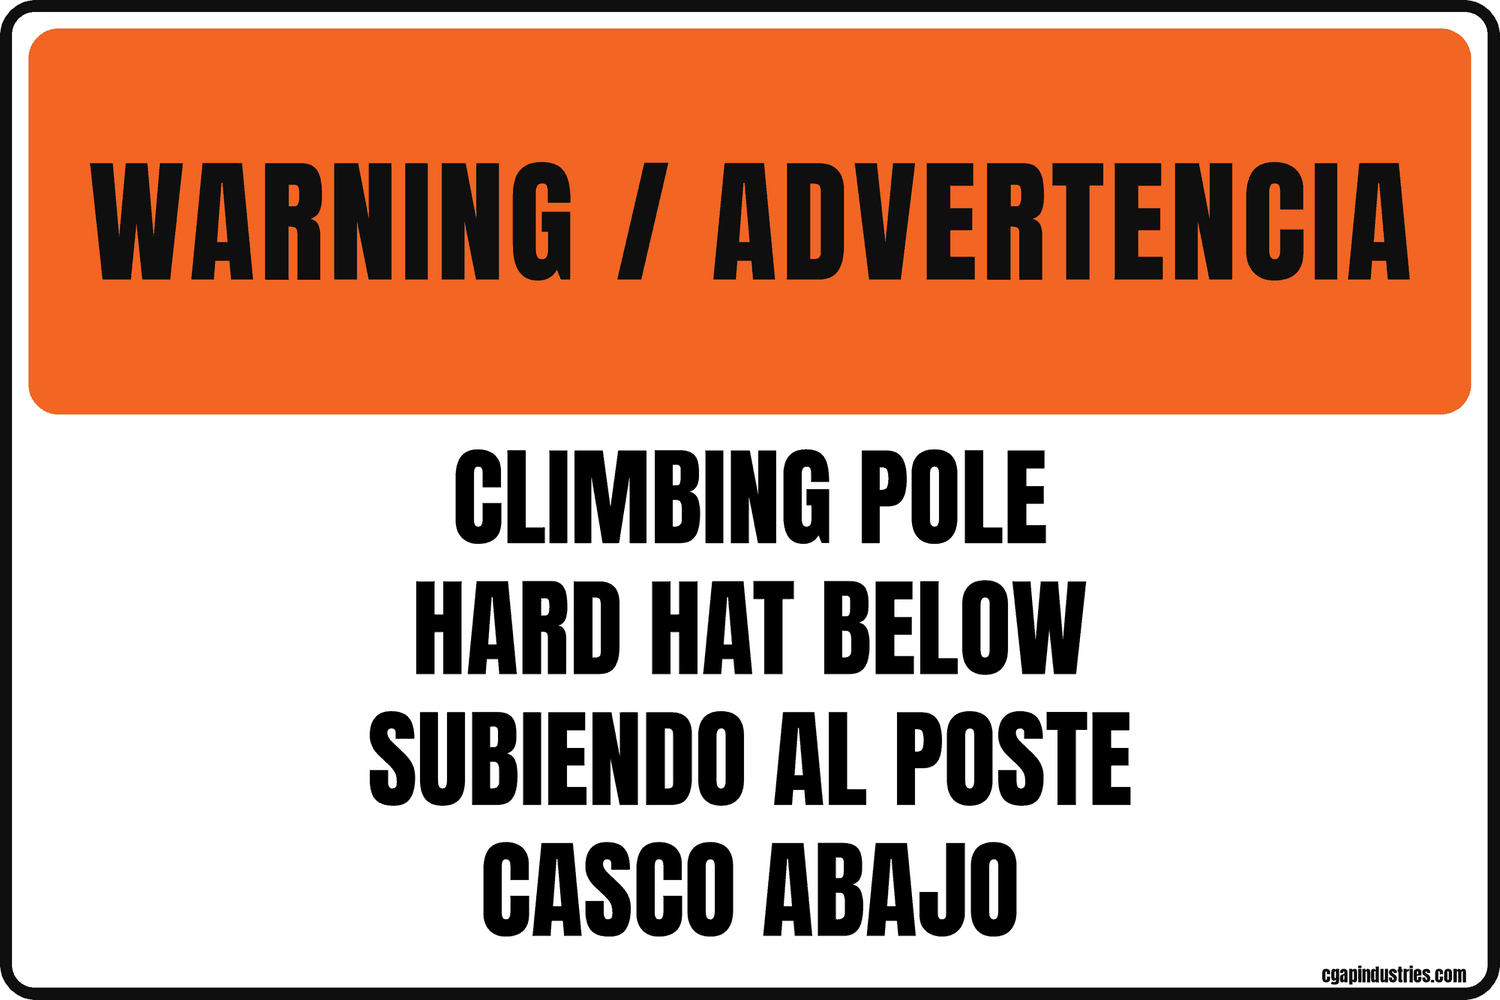 WARNING / ADVERTENCIA
CLIMBING POLE
HARD HAT BELOW
SUBIENDO AL POSTE
CASCO ABAJO
cgapindustries.com